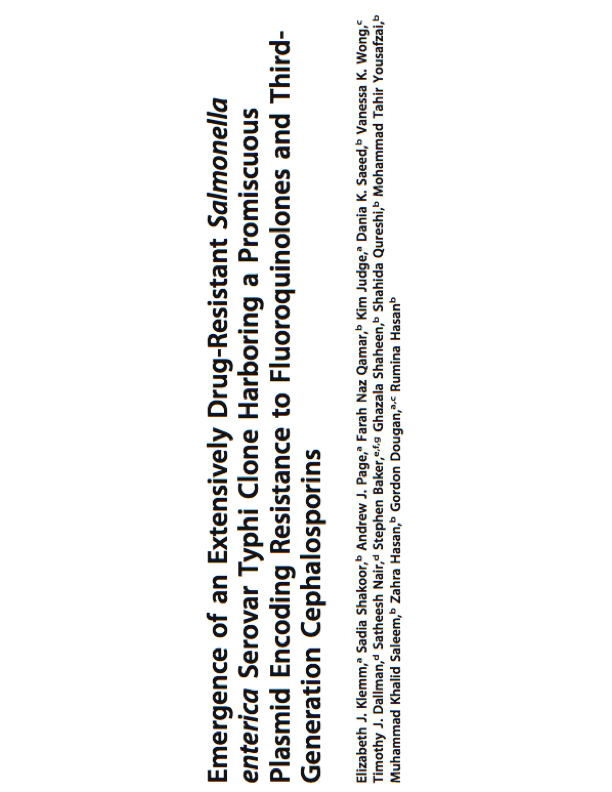 Emergence of an Extensively Drug-Resistant Salmonella
enterica Serovar Typhi Clone Harboring a Promiscuous
Plasmid Encoding Resistance to Fluoroquinolones and Third-
Generation Cephalosporins
Elizabeth J. Klemm,a Sadia Shakoor,b Andrew J. Page,a Farah Naz Qamar,b Kim Judge,a Dania K. Saeed,b Vanessa K. Wong,c
Timothy J. Dallman,d Satheesh Nair,d Stephen Baker,e,f,g Ghazala Shaheen,b Shahida Qureshi,b Mohammad Tahir Yousafzai,b
Muhammad Khalid Saleem,b Zahra Hasan,b Gordon Dougan,a,c Rumina Hasanb